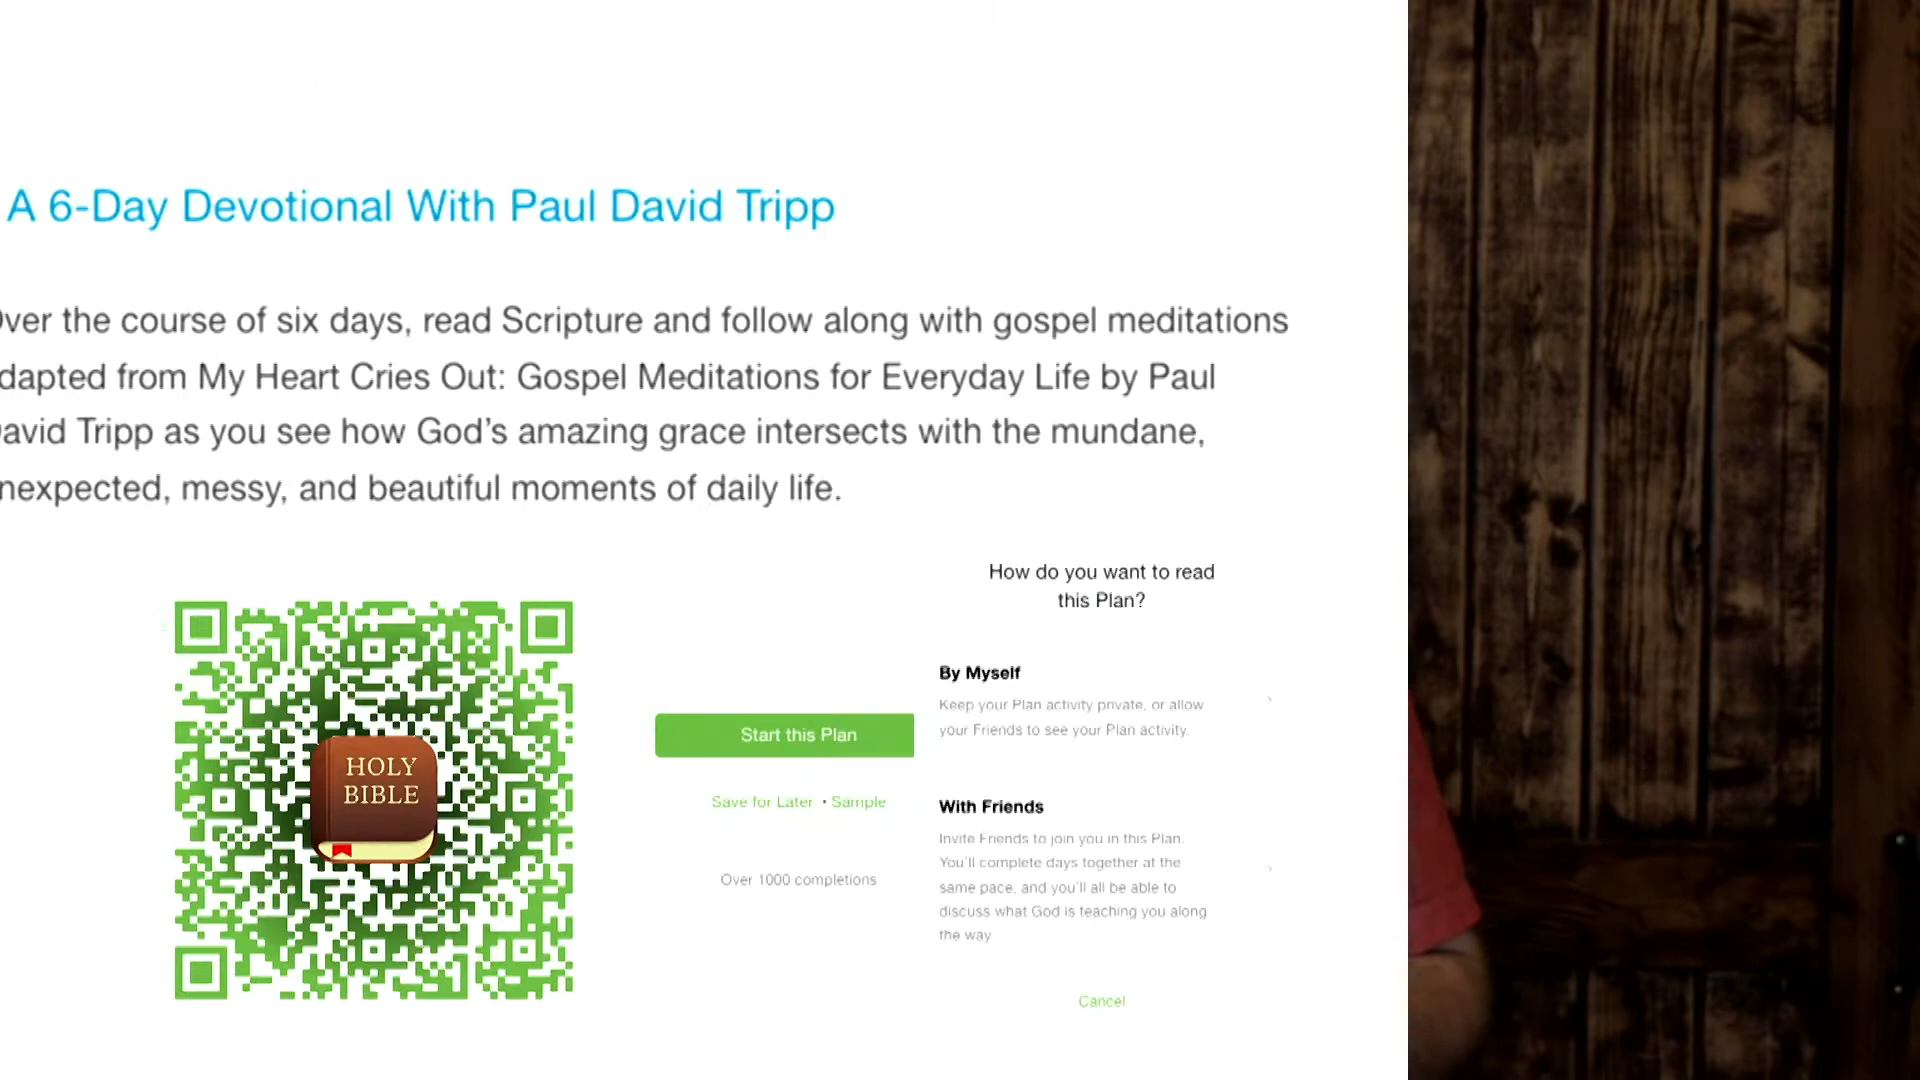 A 6-Day Devotional With Paul David Tripp
Over the course of six days, read Scripture and follow along with gospel meditations
dapted from My Heart Cries Out: Gospel Meditations for Everyday Life by Paul
David Tripp as you see how God’s amazing grace intersects with the mundane,
nexpected, messy, and beautiful moments of daily life.
HOLY
BIBLE
Start this Plan
Save for Later • Sample
Over 1000 completions
How do you want to read
this Plan?
By Myself
Keep your Plan activity private, or allow
your Friends to see your Plan activity.
With Friends
Invite Friends to join you in this Plan.
You'll complete days together at the
same pace, and you'll all be able to
discuss what God is teaching you along
the way
Cancel